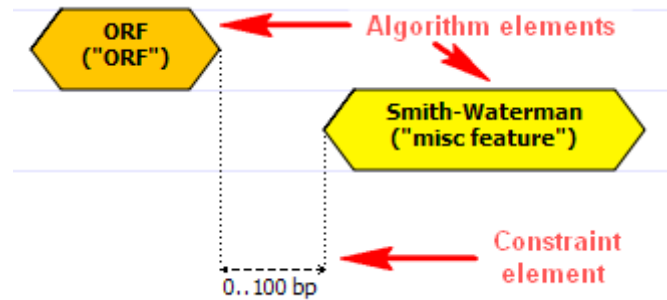 ORF
("ORF")
Algorithm elements
Smith-Waterman
("misc feature")
Constraint
element
0..100 bp